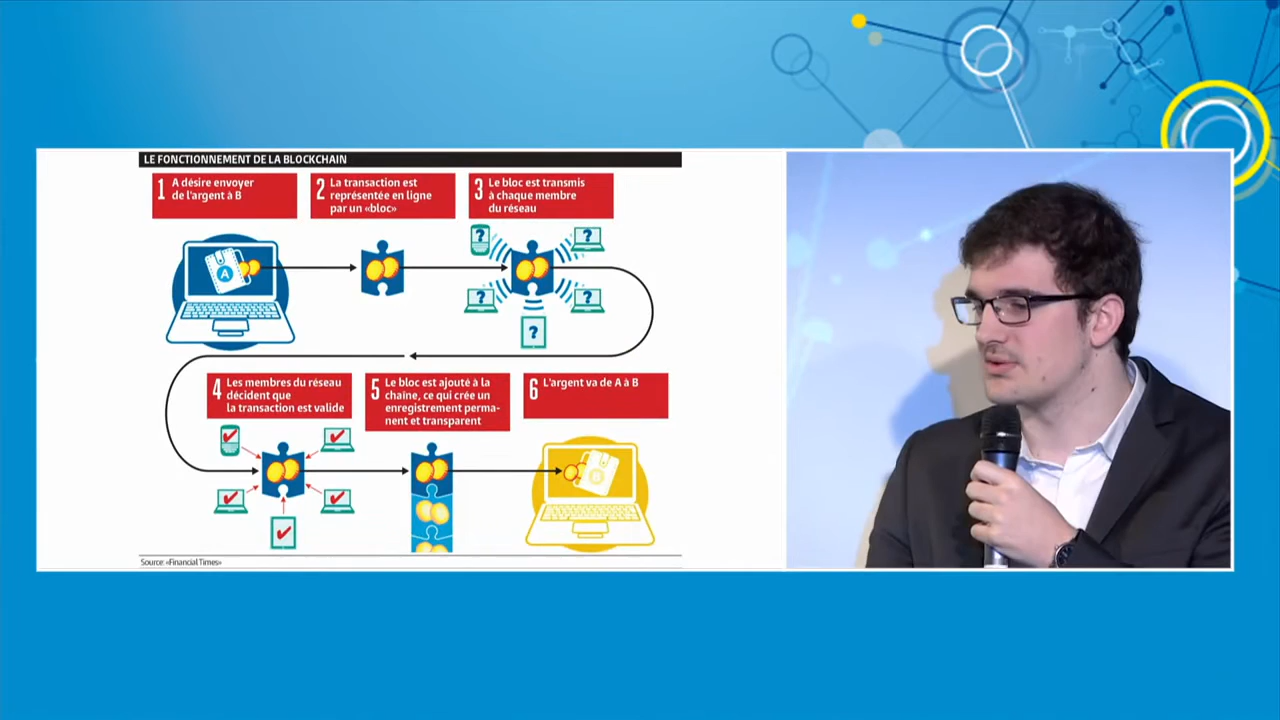 LE FONCTIONNEMENT DE LA BLOCKCHAIN
1 A désire envoyer
de l'argent à B
2 La transaction est
représentée en ligne
par un «bloc»
3 Le bloc est transmis
à chaque membre
du réseau
A
?
?
?
?
?
4 Les membres du réseau
décident que
la transaction est valide
5 Le bloc est ajouté à la
chaîne, ce qui crée un
enregistrement perma-
nent et transparent
6 L'argent va de A à B
B
Source: «Financial Times»